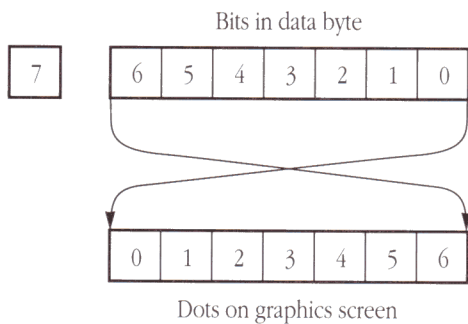 Bits in data byte
7 6 5 4 3 2 1 0
0 1 2 3 4 5 6
Dots on graphics screen